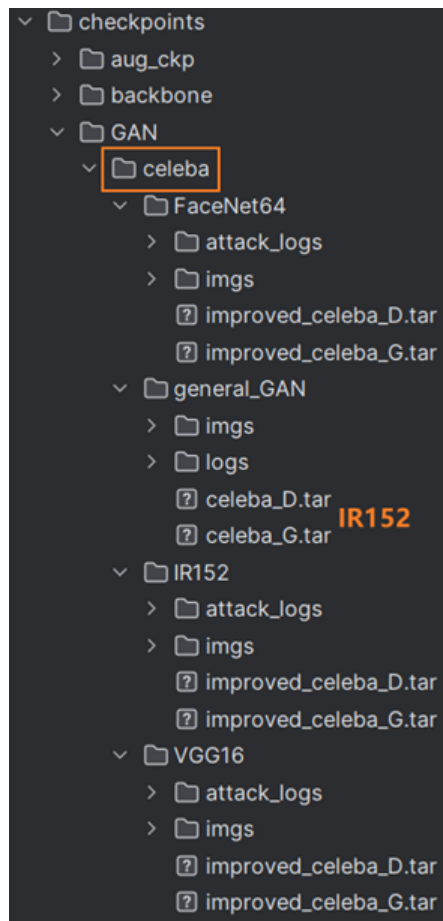 checkpoints
aug_ckp
backbone
GAN
celeba
FaceNet64
attack_logs
imgs
improved_celeba_D.tar
improved_celeba_G.tar
general_GAN
imgs
logs
celeba_D.tar
IR152
celeba_G.tar
IR152
attack_logs
imgs
improved_celeba_D.tar
improved_celeba_G.tar
VGG16
attack_logs
imgs
improved_celeba_D.tar
improved_celeba_G.tar